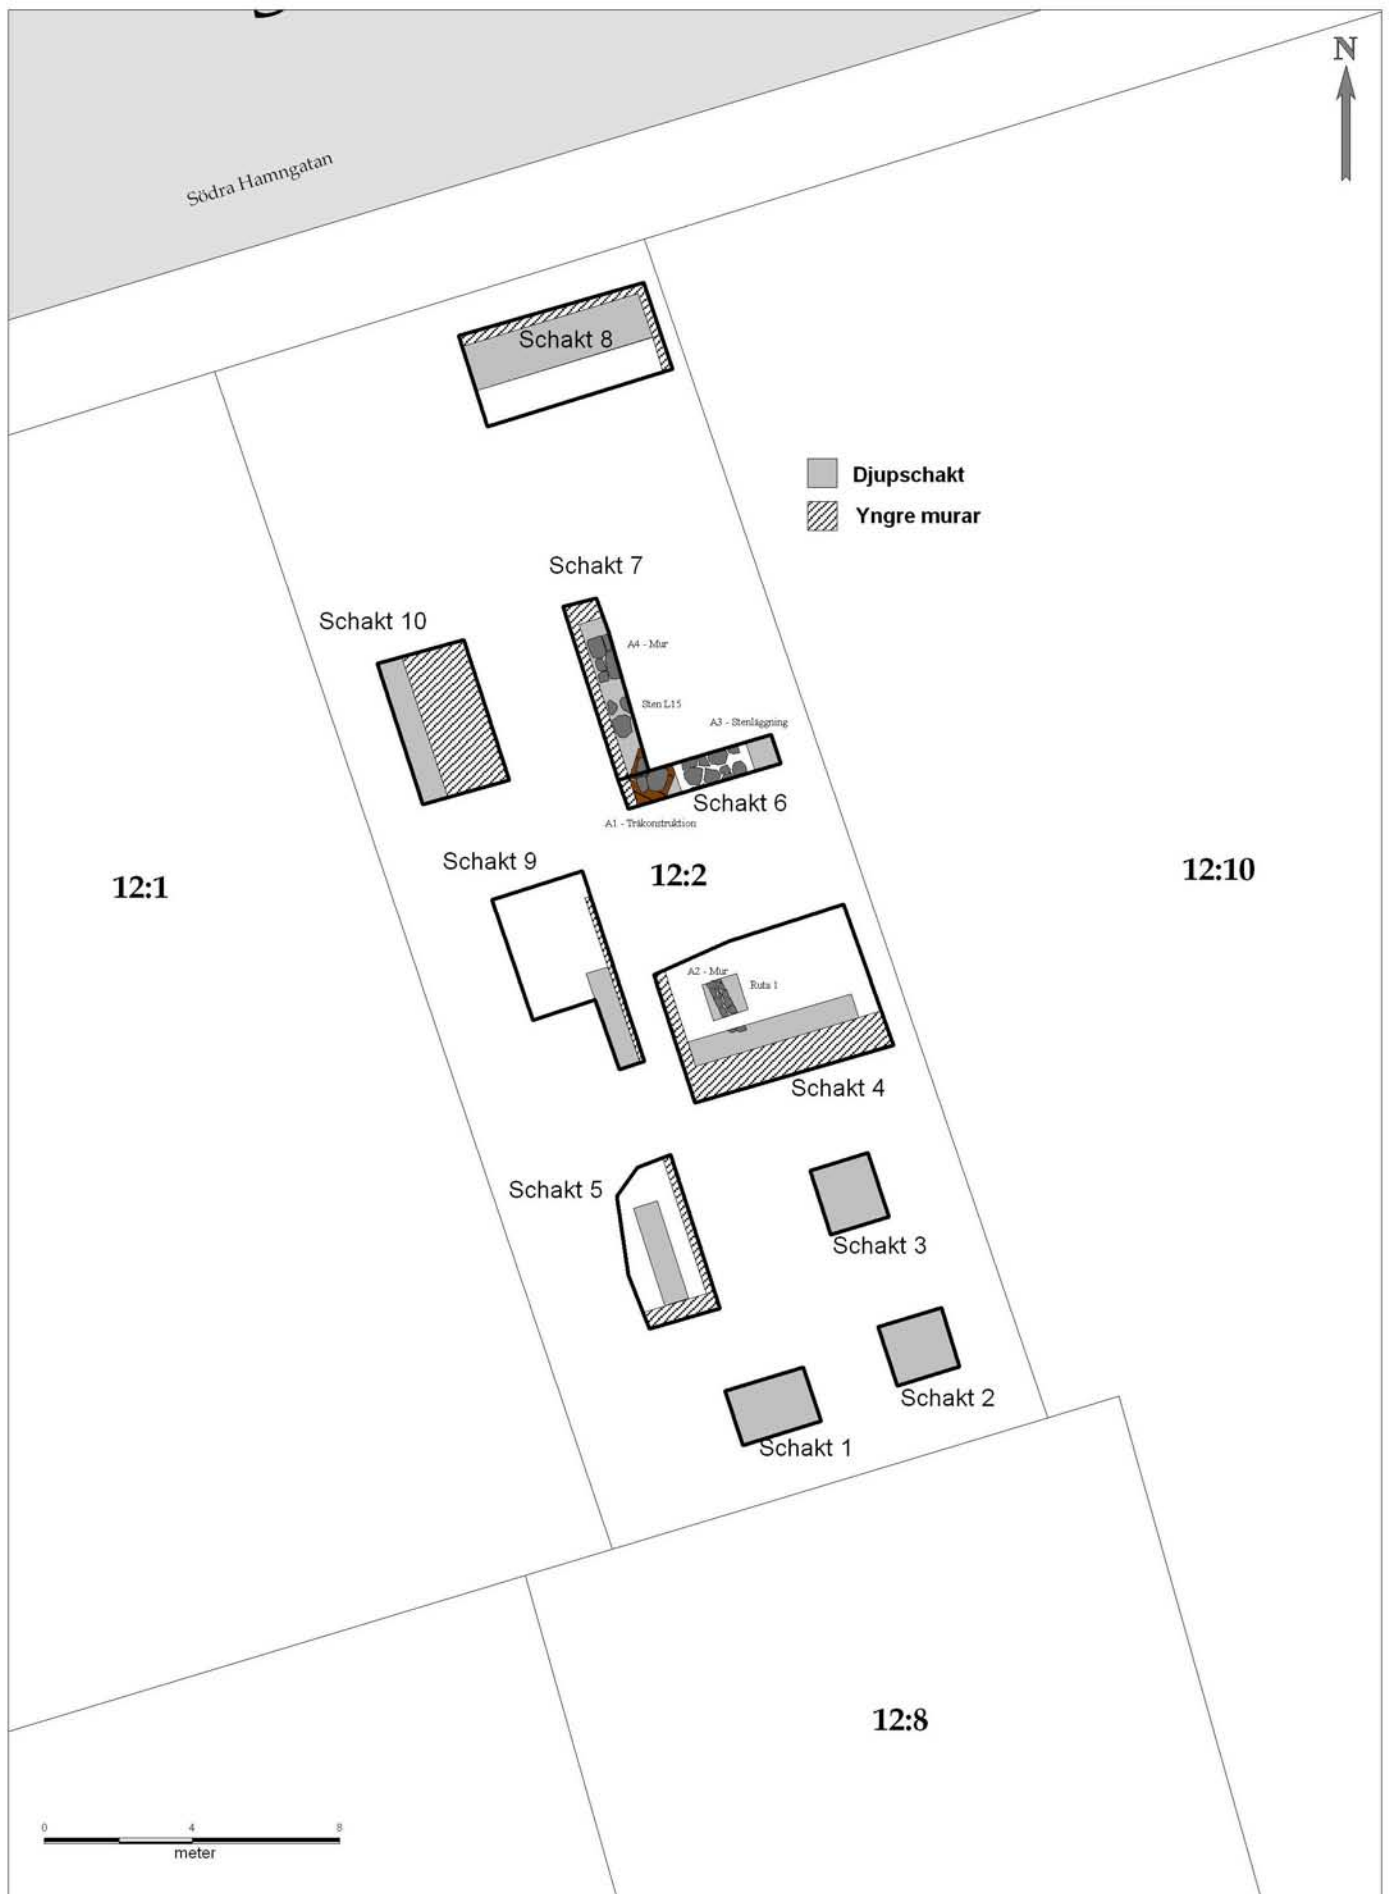 N
Södra Hamngatan
Schakt 8
Djupschakt
Yngre murar
Schakt 7
Schakt 10
A4 - Mur
Sten L15
A3 - Stenläggning
Schakt 6
A1 - Träkonstruktion
Schakt 9
12:2
12:10
12:1
A2 - Mur
Ruta 1
Schakt 4
Schakt 5
Schakt 3
Schakt 2
Schakt 1
12:8
0 4 8
meter